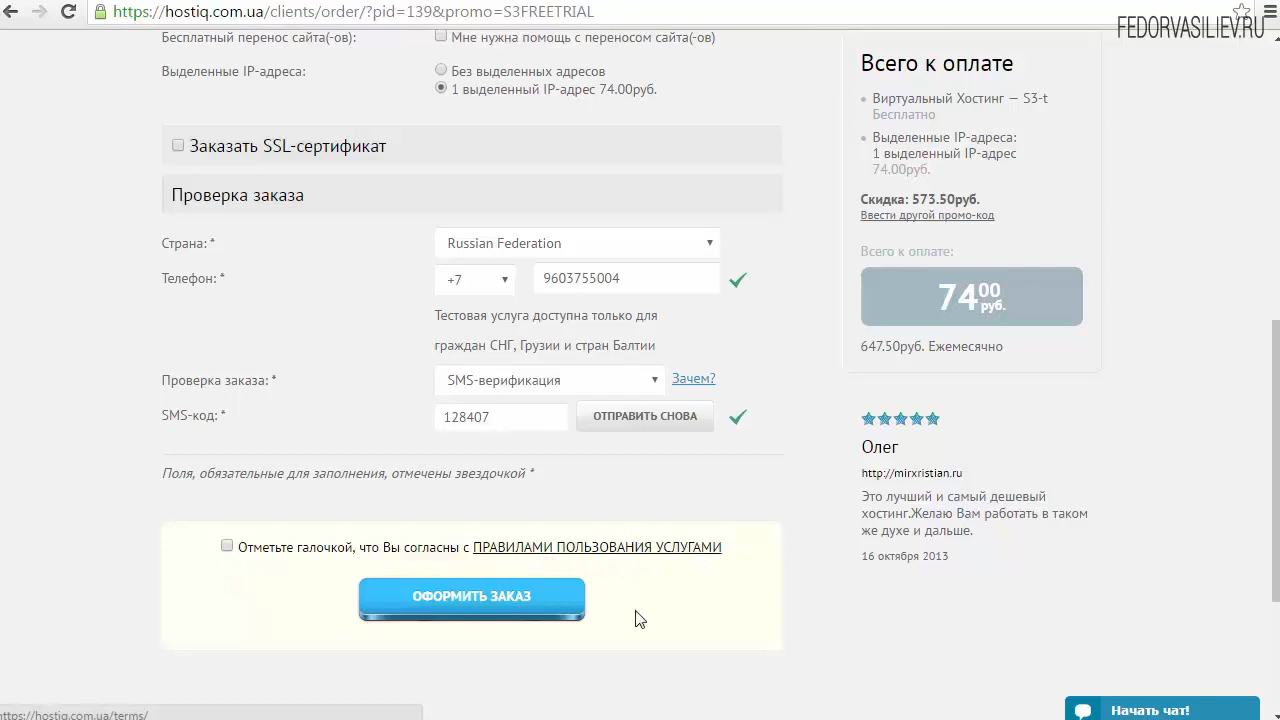 https://hostiq.com.ua/clients/order/?pid=139&promo=S3FREETRIAL
FEDORVASILIEV.RU
Бесплатный перенос сайта(-ов):
Мне нужна помощь с переносом сайта(-ов)
Выделенные IP-адреса:
Без выделенных адресов
1 выделенный IP-адрес 74.00руб.
Заказать SSL-сертификат
Проверка заказа
Страна: *
Russian Federation
Телефон: *
+7
9603755004
Тестовая услуга доступна только для
граждан СНГ, Грузии и стран Балтии
Проверка заказа: *
SMS-верификация
Зачем?
SMS-код: *
128407
ОТПРАВИТЬ СНОВА
Поля, обязательные для заполнения, отмечены звездочкой *
Отметьте галочкой, что Вы согласны с ПРАВИЛАМИ ПОЛЬЗОВАНИЯ УСЛУГАМИ
ОФОРМИТЬ ЗАКАЗ
Всего к оплате
Виртуальный Хостинг — S3-t
Бесплатно
Выделенные IP-адреса:
1 выделенный IP-адрес
74.00руб.
Скидка: 573.50руб.
Ввести другой промо-код
Всего к оплате:
74 00 руб.
647.50руб. Ежемесячно
Олег
http://mirxristian.ru
Это лучший и самый дешевый
хостинг.Желаю Вам работать в таком
же духе и дальше.
16 октября 2013
https://hostiq.com.ua/terms/
Начать чат!